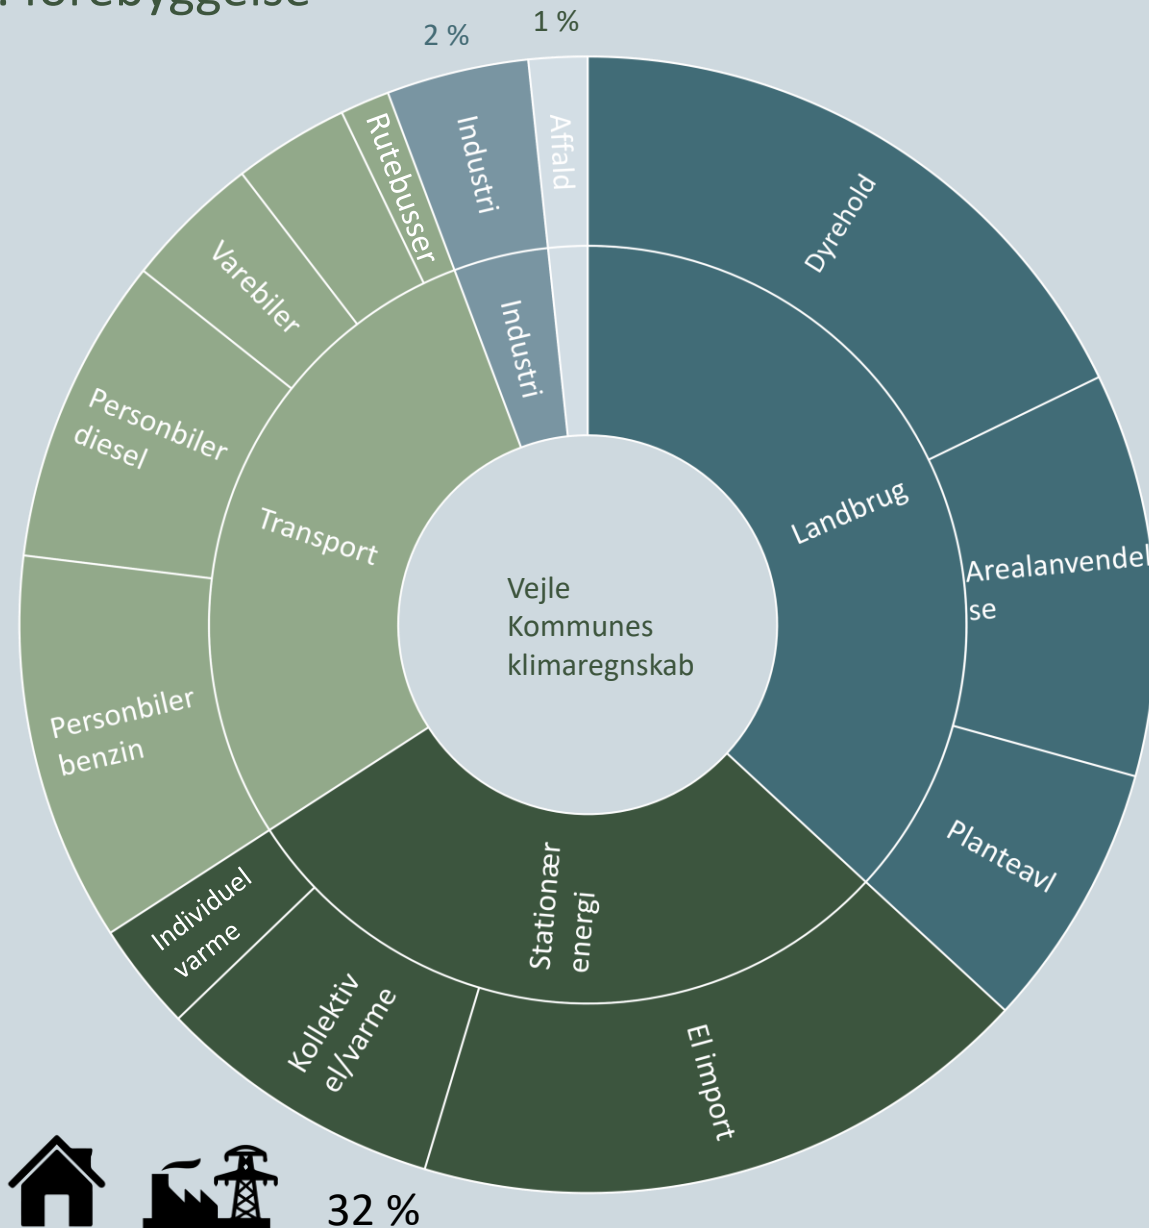 forebyggelse
2 %
1 %
Rutebusser
Industri
Affald
Dyrehold
Varebiler
Industri
Personbiler
diesel
Transport
Landbrug
Arealanvendel
se
Vejle
Kommunes
klimaregnskab
Personbiler
benzin
Planteavl
Stationær
energi
Individuel
varme
Kollektiv
el/varme
El import
32 %